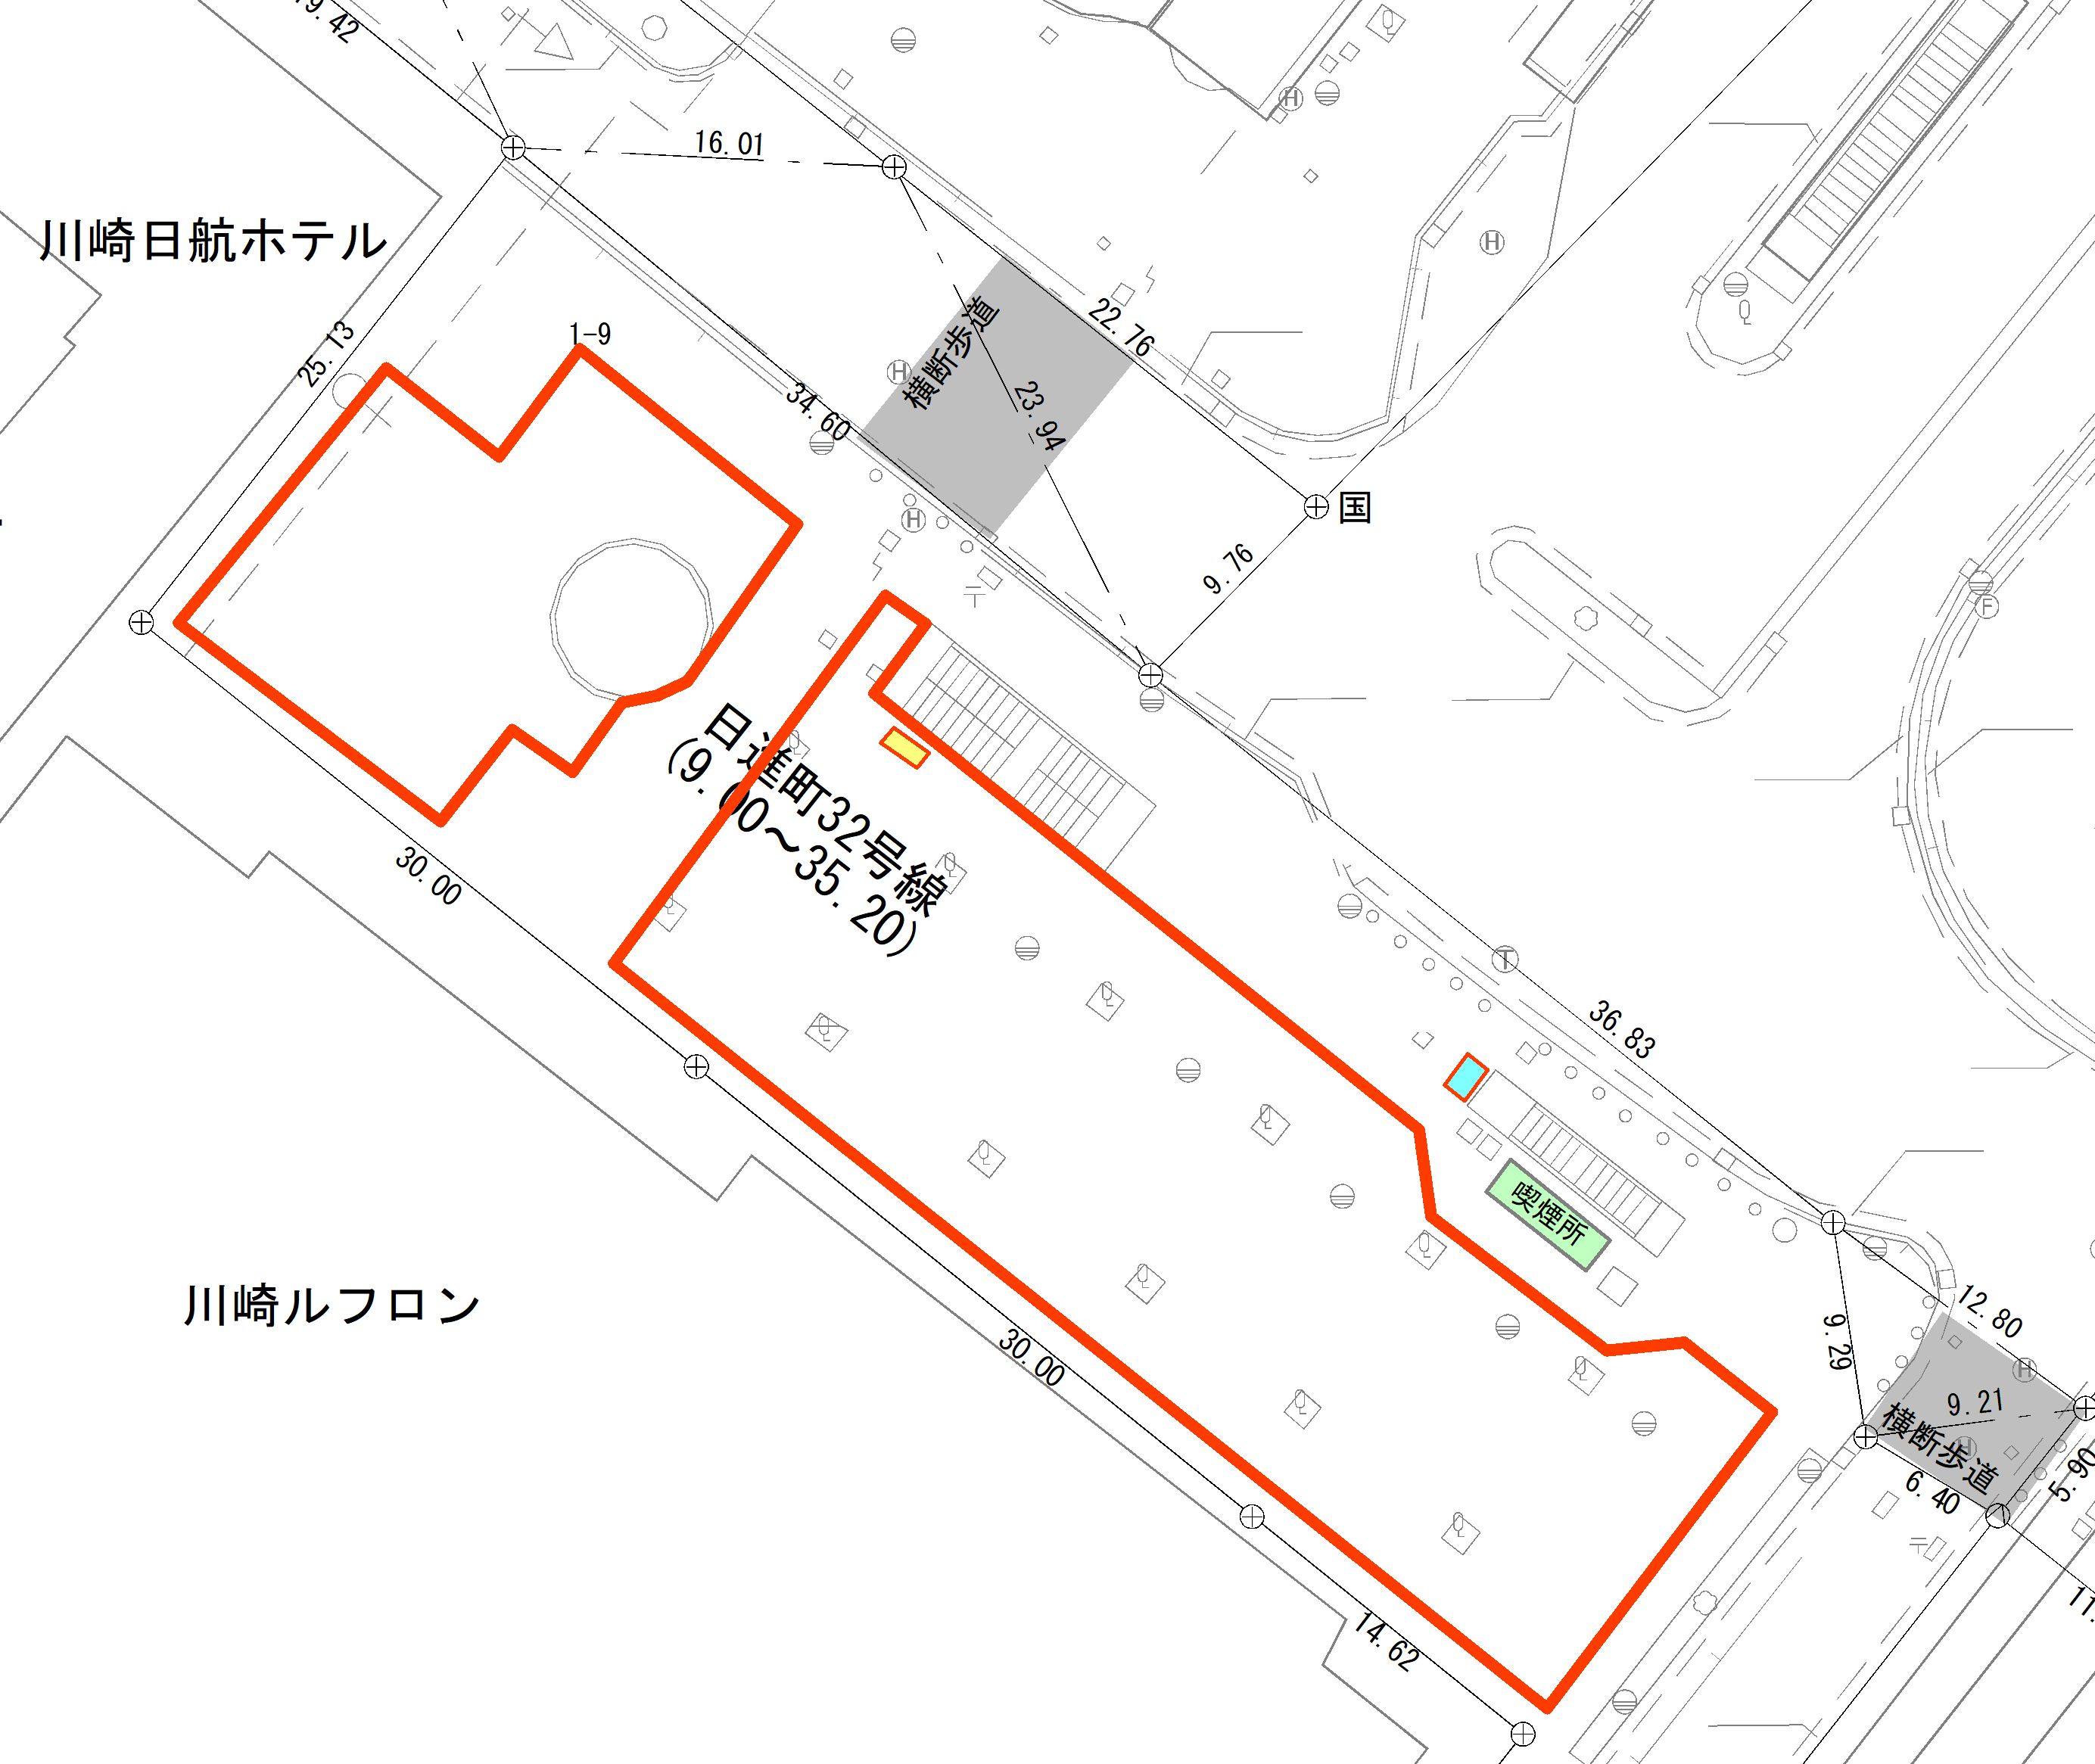 16.01
川崎日航ホテル
1-9
25.13
横断歩道
22.76
34.60
23.94
国
9.76
日進町32号線
(9.00～35.20)
30.00
36.83
喫煙所
川崎ルフロン
30.00
12.80
9.29
9.21
横断歩道
5.90
6.40
14.62